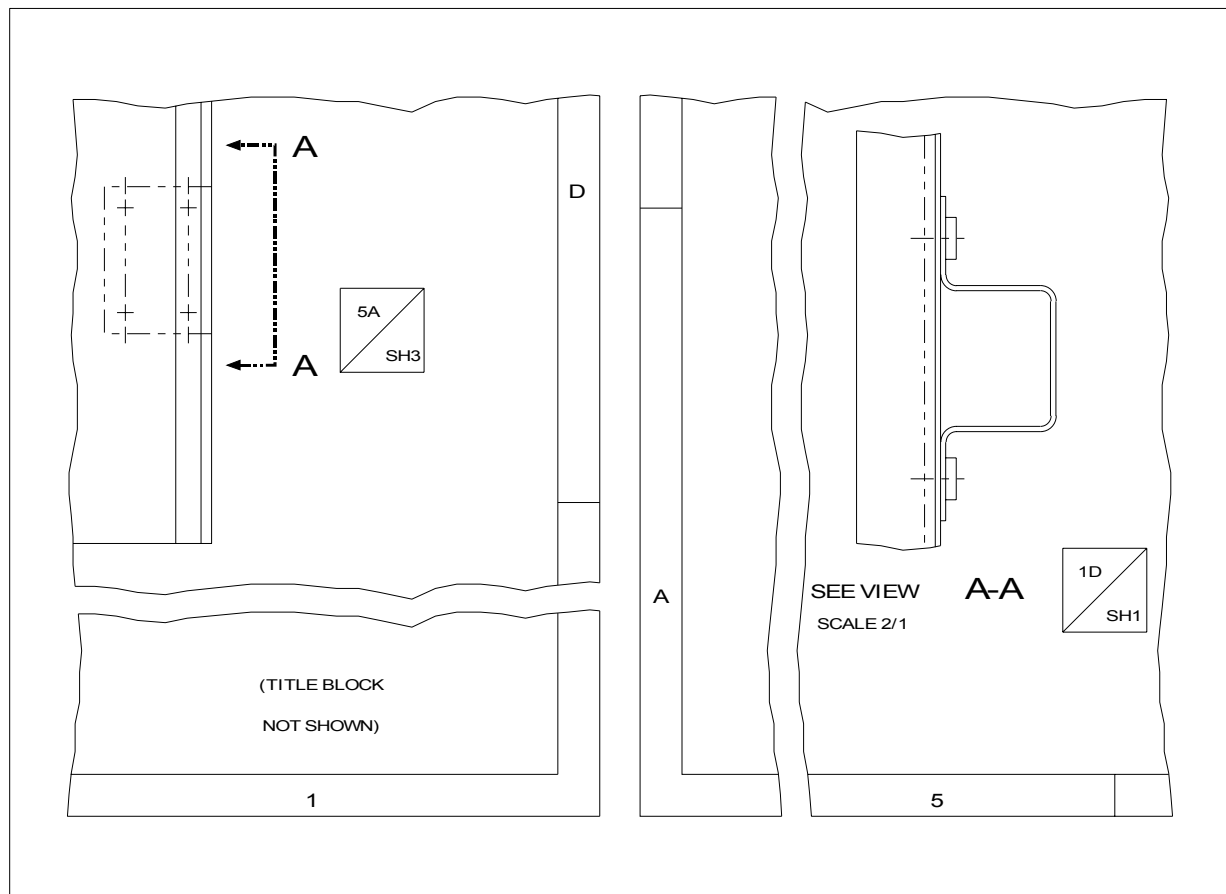 A
D
5A
SH3
A
(TITLE BLOCK
NOT SHOWN)
1
A
SEE VIEW A-A
SCALE 2/1
1D
SH1
5